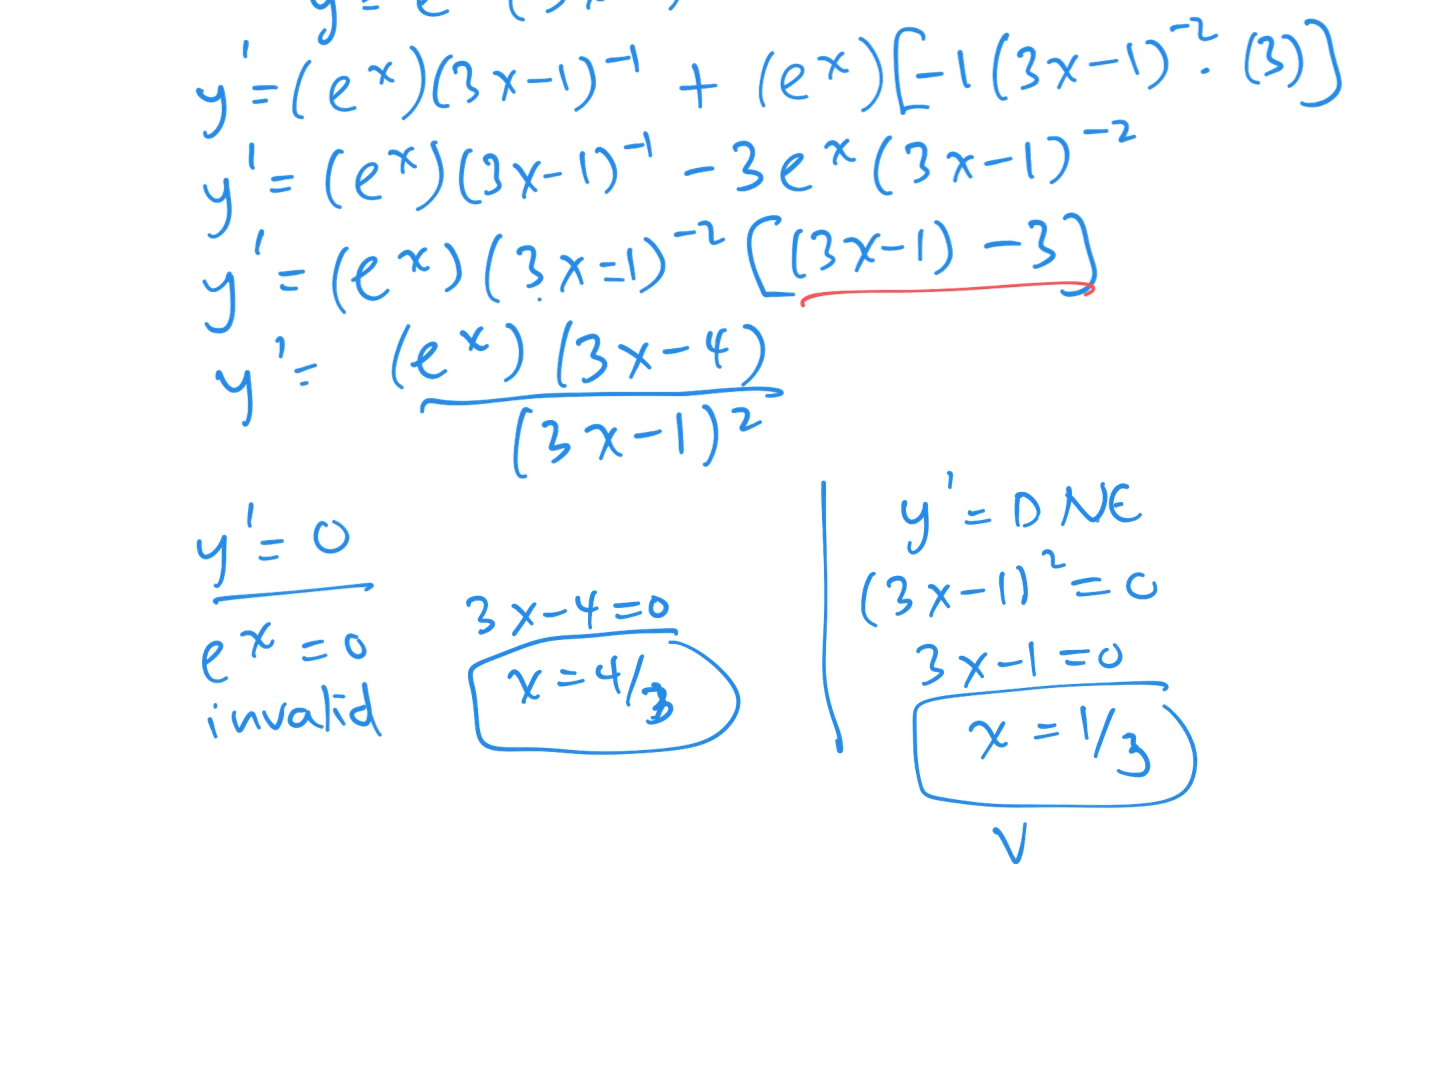 y' = (e^x)(3x-1)^-1 + (e^x)[-1(3x-1)^-2 · (3)]
y' = (e^x)(3x-1)^-1 - 3e^x(3x-1)^-2
y' = (e^x)(3x=1)^-2 [(3x-1) -3]
y' = (e^x)(3x-4) / (3x-1)^2
y' = 0
e^x = 0
invalid
3x-4=0
x = 4/3
y' = DNE
(3x-1)^2 = 0
3x-1=0
x = 1/3
V